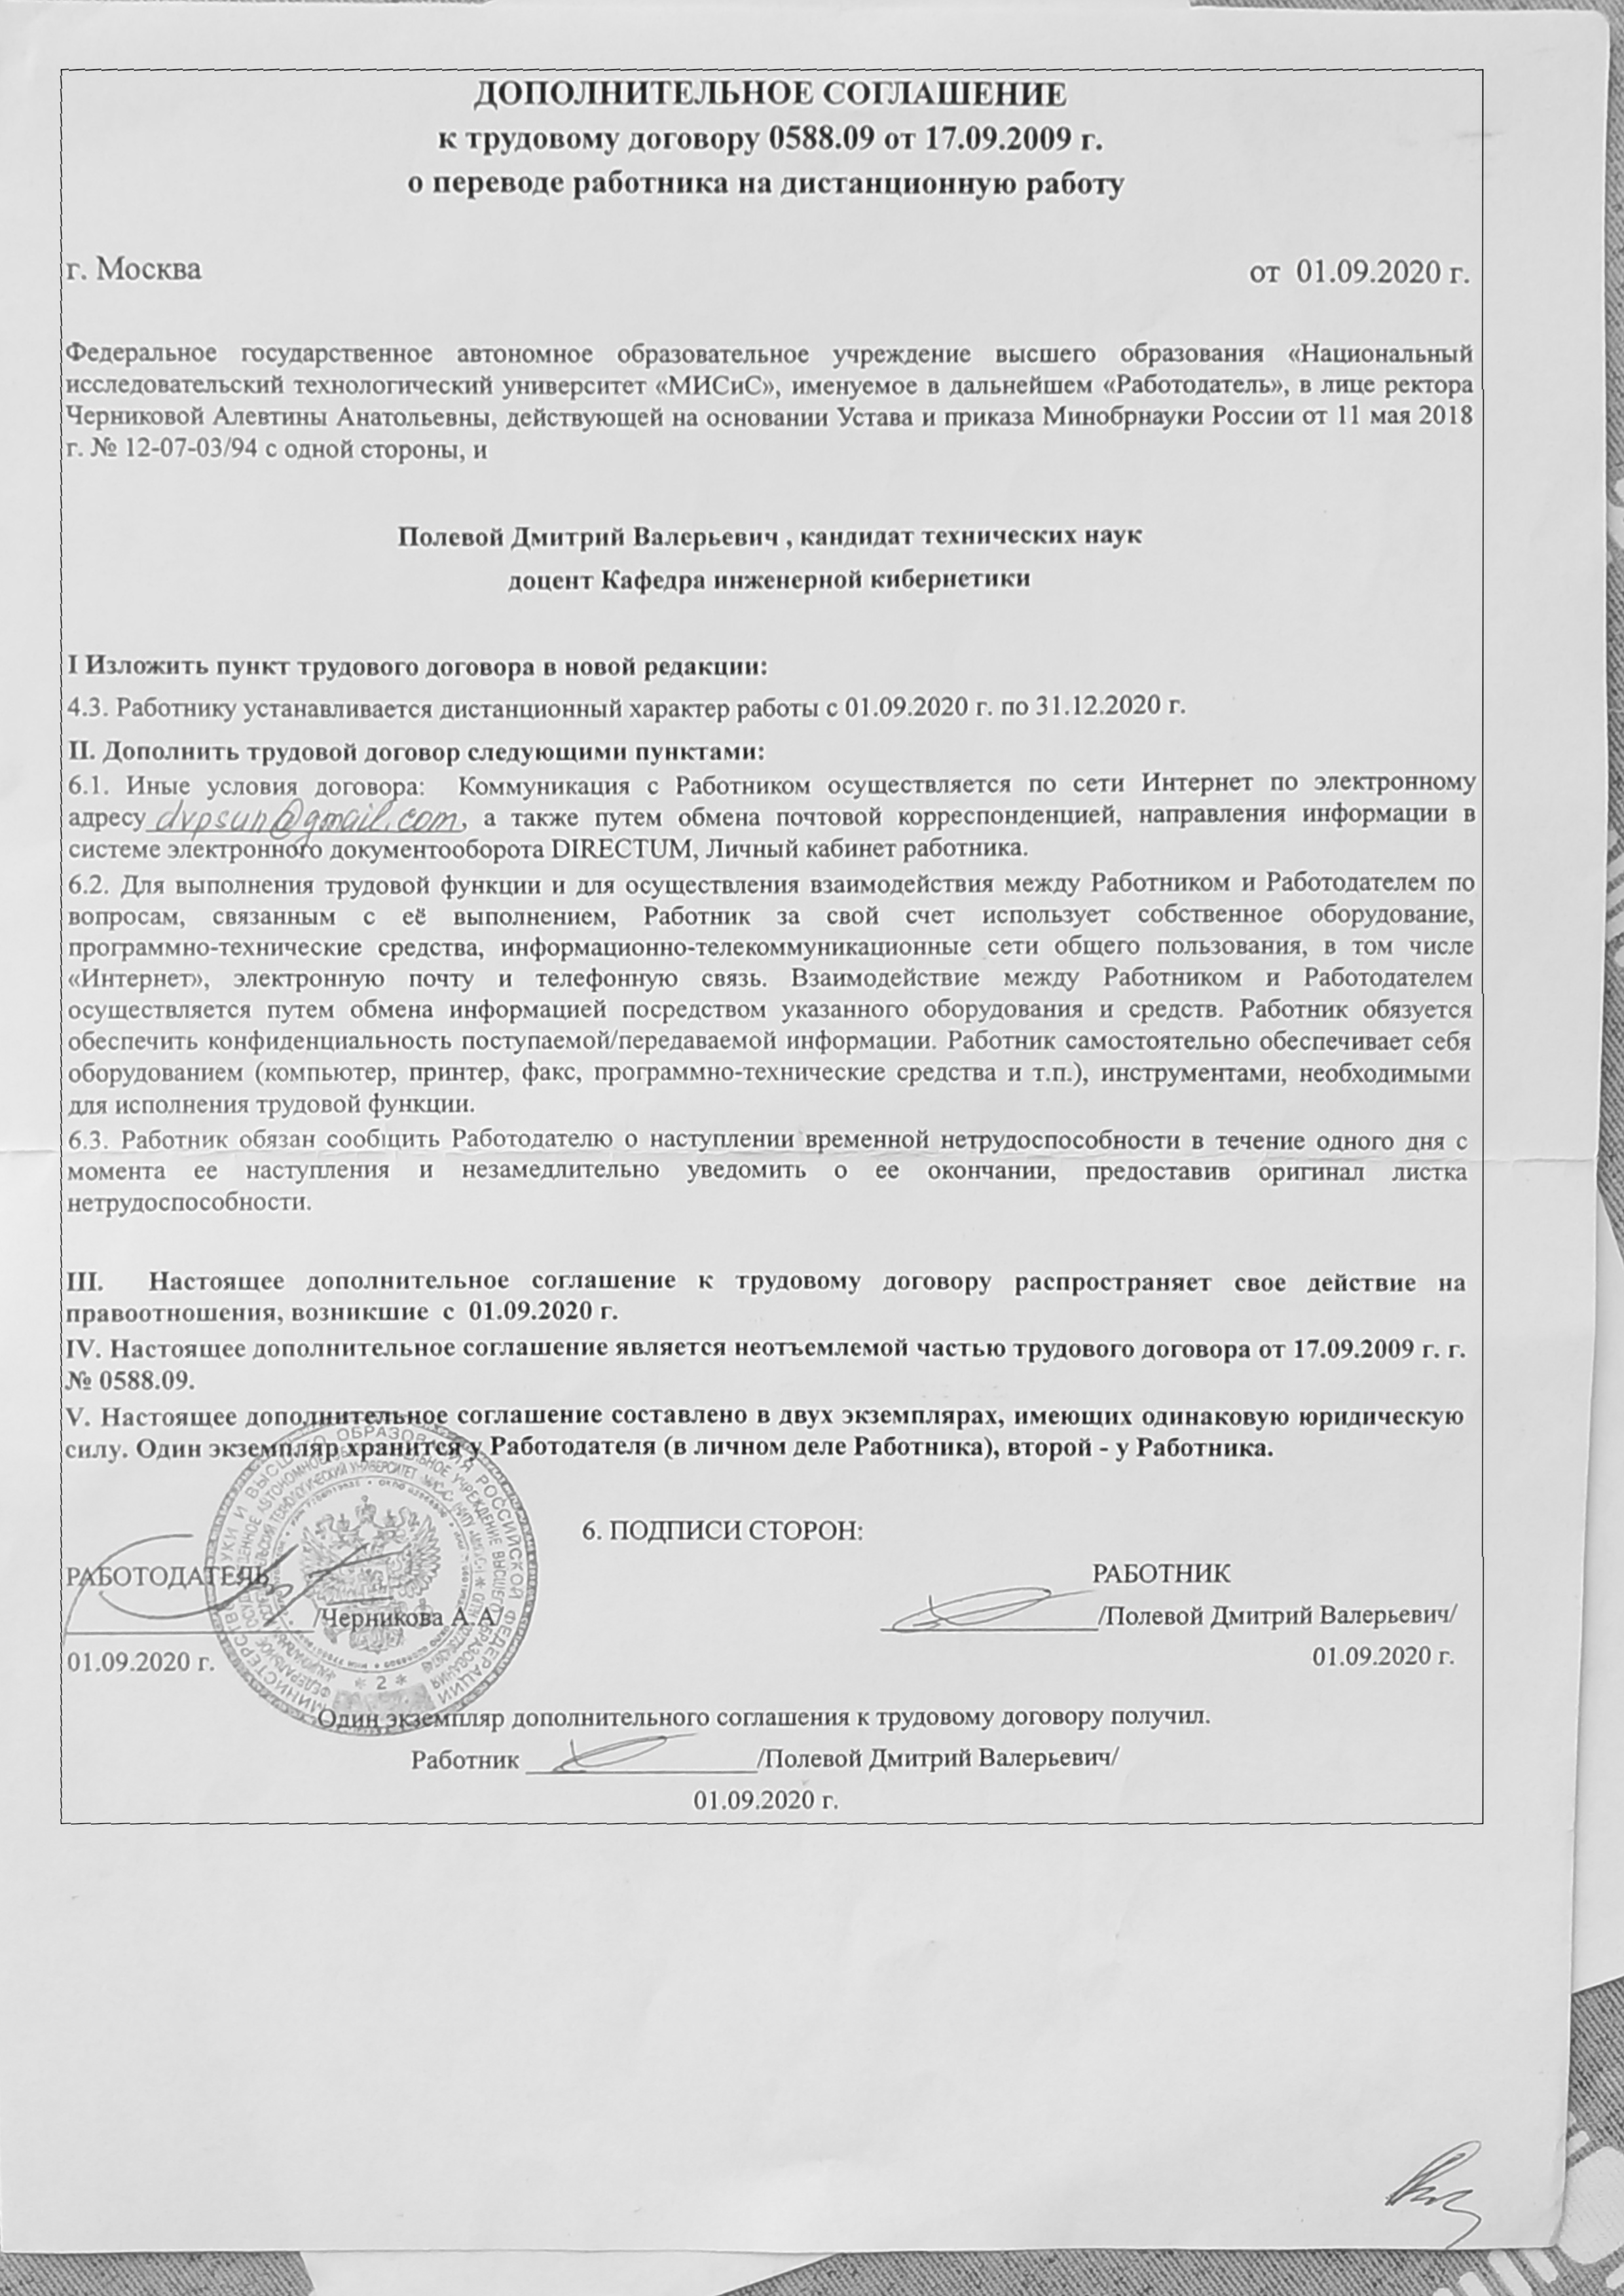 ДОПОЛНИТЕЛЬНОЕ СОГЛАШЕНИЕ
к трудовому договору 0588.09 от 17.09.2009 г.
о переводе работника на дистанционную работу
г. Москва
от 01.09.2020 г.
Федеральное государственное автономное образовательное учреждение высшего образования «Национальный
исследовательский технологический университет «МИСиС», именуемое в дальнейшем «Работодатель», в лице ректора
Черниковой Алевтины Анатольевны, действующей на основании Устава и приказа Минобрнауки России от 11 мая 2018
г. № 12-07-03/94 с одной стороны, и
Полевой Дмитрий Валерьевич , кандидат технических наук
доцент Кафедра инженерной кибернетики
I Изложить пункт трудового договора в новой редакции:
4.3. Работнику устанавливается дистанционный характер работы с 01.09.2020 г. по 31.12.2020 г.
II. Дополнить трудовой договор следующими пунктами:
6.1. Иные условия договора: Коммуникация с Работником осуществляется по сети Интернет по электронному
адресу dvpsun@gmail.com, а также путем обмена почтовой корреспонденцией, направления информации в
системе электронного документооборота DIRECTUM, Личный кабинет работника.
6.2. Для выполнения трудовой функции и для осуществления взаимодействия между Работником и Работодателем по
вопросам, связанным с её выполнением, Работник за свой счет использует собственное оборудование,
программно-технические средства, информационно-телекоммуникационные сети общего пользования, в том числе
«Интернет», электронную почту и телефонную связь. Взаимодействие между Работником и Работодателем
осуществляется путем обмена информацией посредством указанного оборудования и средств. Работник обязуется
обеспечить конфиденциальность поступаемой/передаваемой информации. Работник самостоятельно обеспечивает себя
оборудованием (компьютер, принтер, факс, программно-технические средства и т.п.), инструментами, необходимыми
для исполнения трудовой функции.
6.3. Работник обязан сообщить Работодателю о наступлении временной нетрудоспособности в течение одного дня с
момента ее наступления и незамедлительно уведомить о ее окончании, предоставив оригинал листка
нетрудоспособности.
III. Настоящее дополнительное соглашение к трудовому договору распространяет свое действие на
правоотношения, возникшие с 01.09.2020 г.
IV. Настоящее дополнительное соглашение является неотъемлемой частью трудового договора от 17.09.2009 г. г.
№ 0588.09.
V. Настоящее дополнительное соглашение составлено в двух экземплярах, имеющих одинаковую юридическую
силу. Один экземпляр хранится у Работодателя (в личном деле Работника), второй - у Работника.
6. ПОДПИСИ СТОРОН:
РАБОТОДАТЕЛЬ
/Черникова А.А/
01.09.2020 г.
РАБОТНИК
/Полевой Дмитрий Валерьевич/
01.09.2020 г.
* 2 *
Один экземпляр дополнительного соглашения к трудовому договору получил.
Работник /Полевой Дмитрий Валерьевич/
01.09.2020 г.